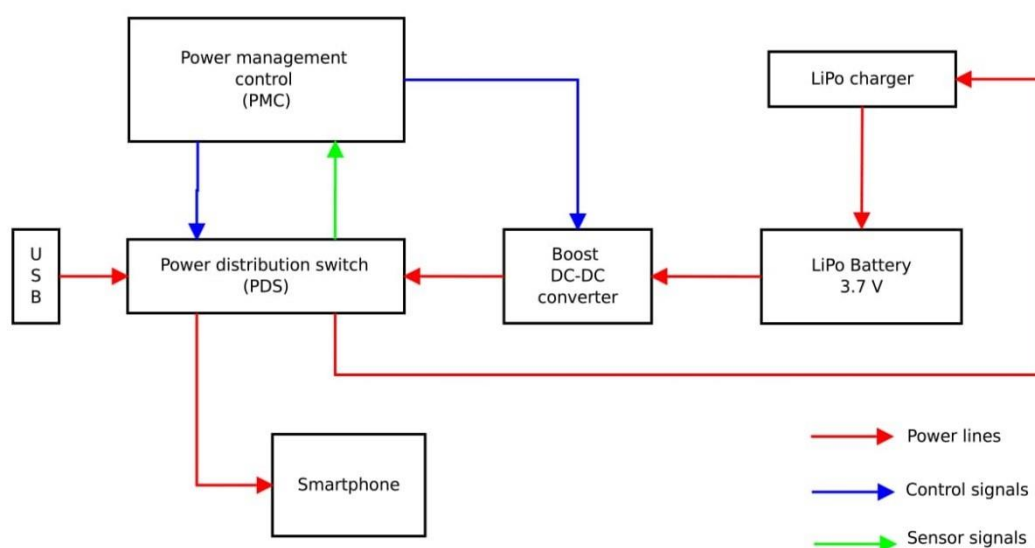 Power management
control
(PMC)
LiPo charger
U
S
B
Power distribution switch
(PDS)
Boost
DC-DC
converter
LiPo Battery
3.7 V
Smartphone
Power lines
Control signals
Sensor signals